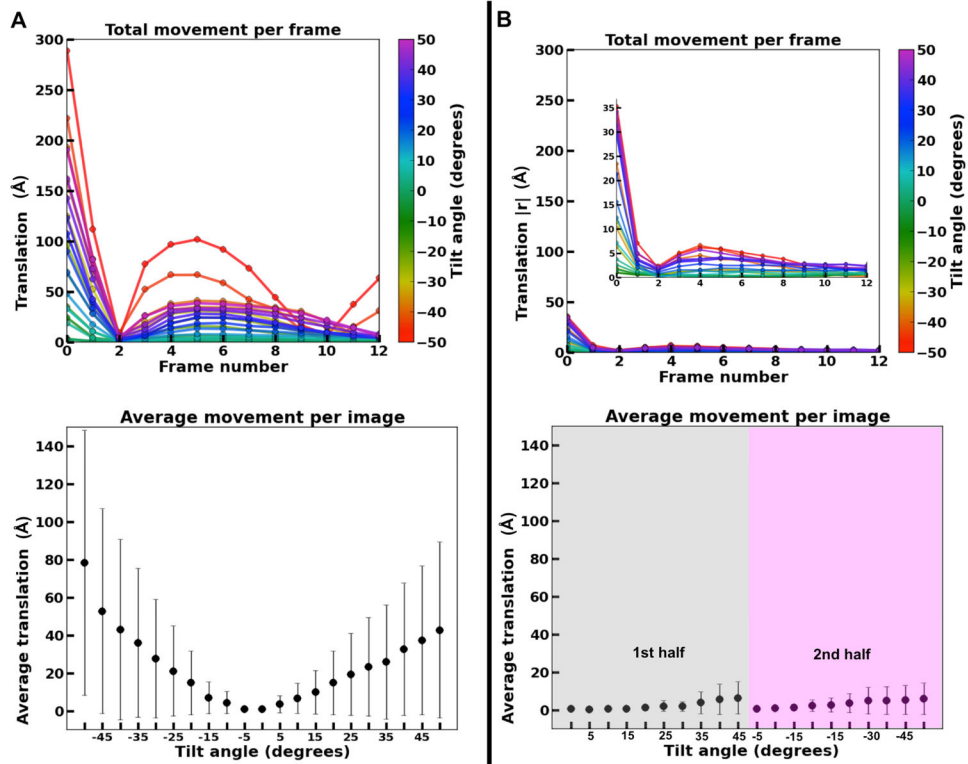 A
Total movement per frame
300
250
200
150
100
50
0
Translation (Å)
0 2 4 6 8 10 12
Frame number
50
40
30
20
10
0
−10
−20
−30
−40
−50
Tilt angle (degrees)
B
Total movement per frame
300
250
200
150
100
50
0
Translation |r| (Å)
35
30
25
20
15
10
5
0
0 2 4 6 8 10 12
0 2 4 6 8 10 12
Frame number
50
40
30
20
10
0
−10
−20
−30
−40
−50
Tilt angle (degrees)
Average movement per image
140
120
100
80
60
40
20
0
Average translation (Å)
-45 -35 -25 -15 -5 5 15 25 35 45
Tilt angle (degrees)
Average movement per image
140
120
100
80
60
40
20
0
Average translation (Å)
1st half 2nd half
5 15 25 35 45 -5 -15 -15 -30 -45
Tilt angle (degrees)